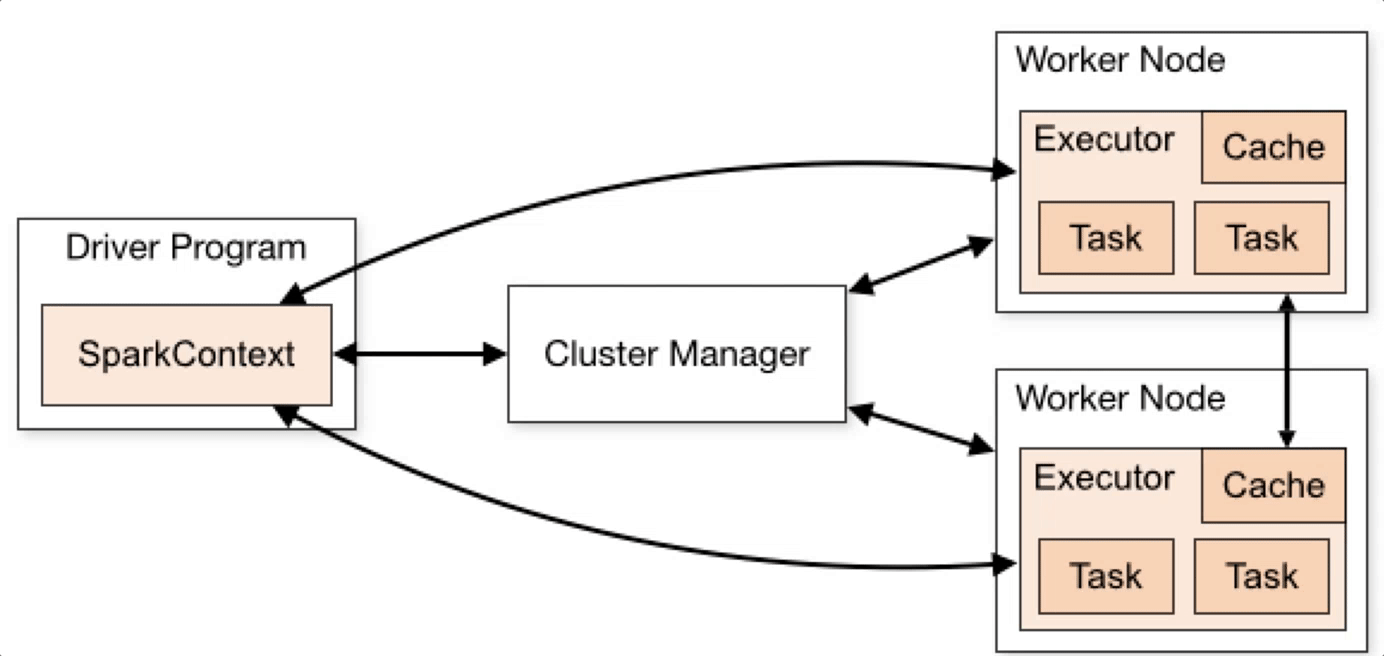 Driver Program
SparkContext
Cluster Manager
Worker Node
Executor
Cache
Task
Task
Worker Node
Executor
Cache
Task
Task